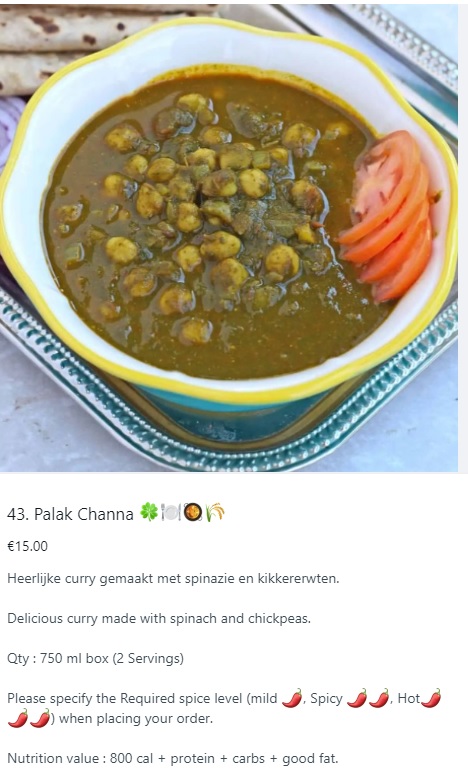 43. Palak Channa 🍀🍽️🥘🌾
€15.00
Heerlijke curry gemaakt met spinazie en kikkererwten.
Delicious curry made with spinach and chickpeas.
Qty : 750 ml box (2 Servings)
Please specify the Required spice level (mild 🌶️, Spicy 🌶️🌶️, Hot🌶️
🌶️🌶️) when placing your order.
Nutrition value : 800 cal + protein + carbs + good fat.